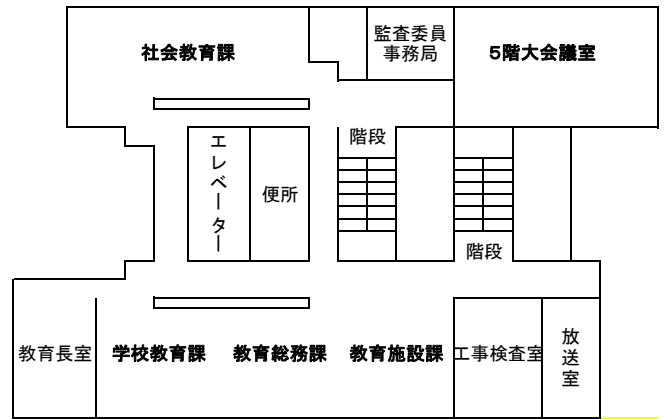 社会教育課
監査委員
事務局
5階大会議室
エレベーター
便所
階段
階段
教育長室
学校教育課
教育総務課
教育施設課
工事検査室
放送室